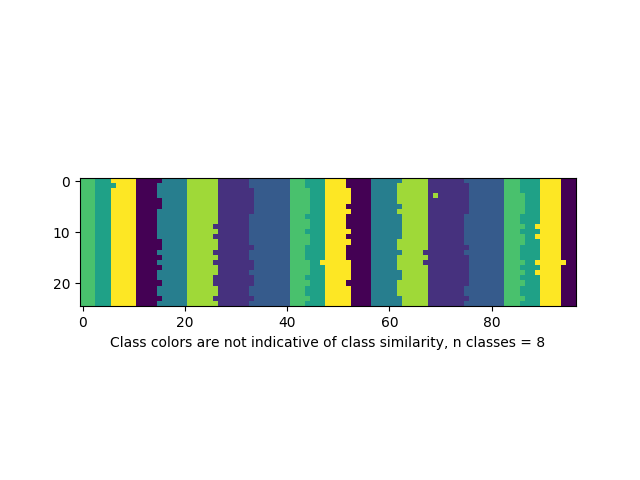 0
10
20
0 20 40 60 80
Class colors are not indicative of class similarity, n classes = 8